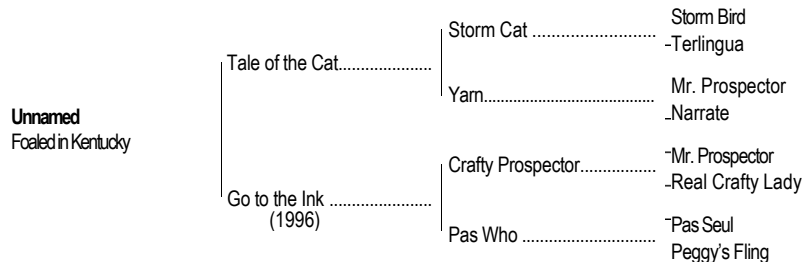 Storm Bird
Storm Cat ..........................
Terlingua
Tale of the Cat.....................
Mr. Prospector
Yarn.......................................
Narrate
Unnamed
Foaled in Kentucky
Mr. Prospector
Crafty Prospector.................
Real Crafty Lady
Go to the Ink .......................
(1996)
Pas Seul
Pas Who ..............................
Peggy's Fling